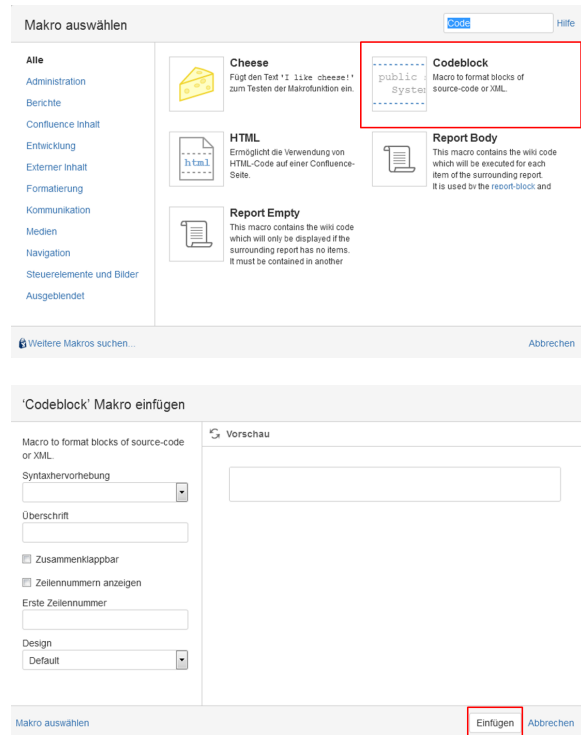 Makro auswählen
Code
Hilfe
Alle
Administration
Berichte
Confluence Inhalt
Entwicklung
Externer Inhalt
Formatierung
Kommunikation
Medien
Navigation
Steuerelemente und Bilder
Ausgeblendet
Cheese
Fügt den Text 'I like cheese!'
zum Testen der Makrofunktion ein.
public
System
Codeblock
Macro to format blocks of
source-code or XML.
html
HTML
Ermöglicht die Verwendung von
HTML-Code auf einer Confluence-
Seite.
Report Body
This macro contains the wiki code
which will be executed for each
item of the surrounding report.
It is used by the report-block and
Report Empty
This macro contains the wiki code
which will only be displayed if the
surrounding report has no items.
It must be contained in another
Weitere Makros suchen...
Abbrechen
'Codeblock' Makro einfügen
Macro to format blocks of source-code
or XML.
Syntaxhervorhebung
Überschrift
Zusammenklappbar
Zeilennummern anzeigen
Erste Zeilennummer
Design
Default
Vorschau
Makro auswählen
Einfügen
Abbrechen